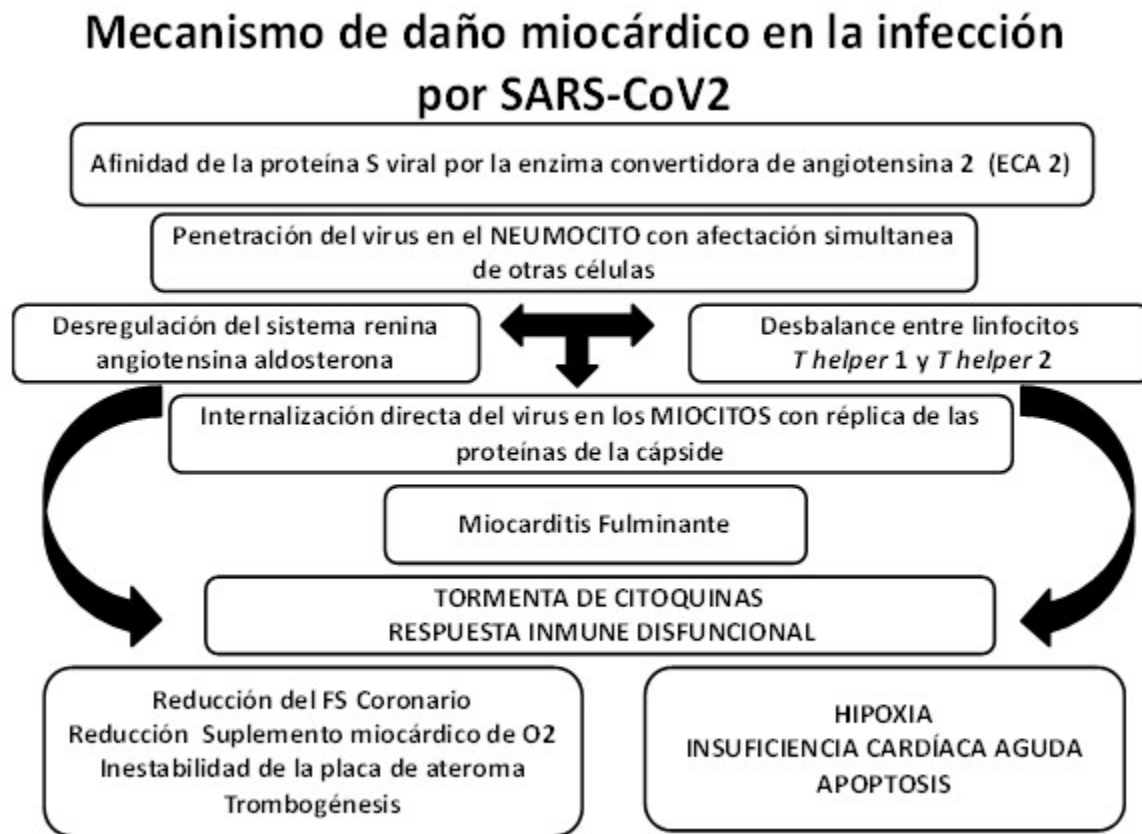 Mecanismo de daño miocárdico en la infección
por SARS-CoV2
Afinidad de la proteína S viral por la enzima convertidora de angiotensina 2 (ECA 2)
Penetración del virus en el NEUMOCITO con afectación simultanea
de otras células
Desregulación del sistema renina
angiotensina aldosterona
Desbalance entre linfocitos
T helper 1 y T helper 2
Internalización directa del virus en los MIOCITOS con réplica de las
proteínas de la cápside
Miocarditis Fulminante
TORMENTA DE CITOQUINAS
RESPUESTA INMUNE DISFUNCIONAL
Reducción del FS Coronario
Reducción Suplemento miocárdico de O2
Inestabilidad de la placa de ateroma
Trombogénesis
HIPOXIA
INSUFICIENCIA CARDÍACA AGUDA
APOPTOSIS